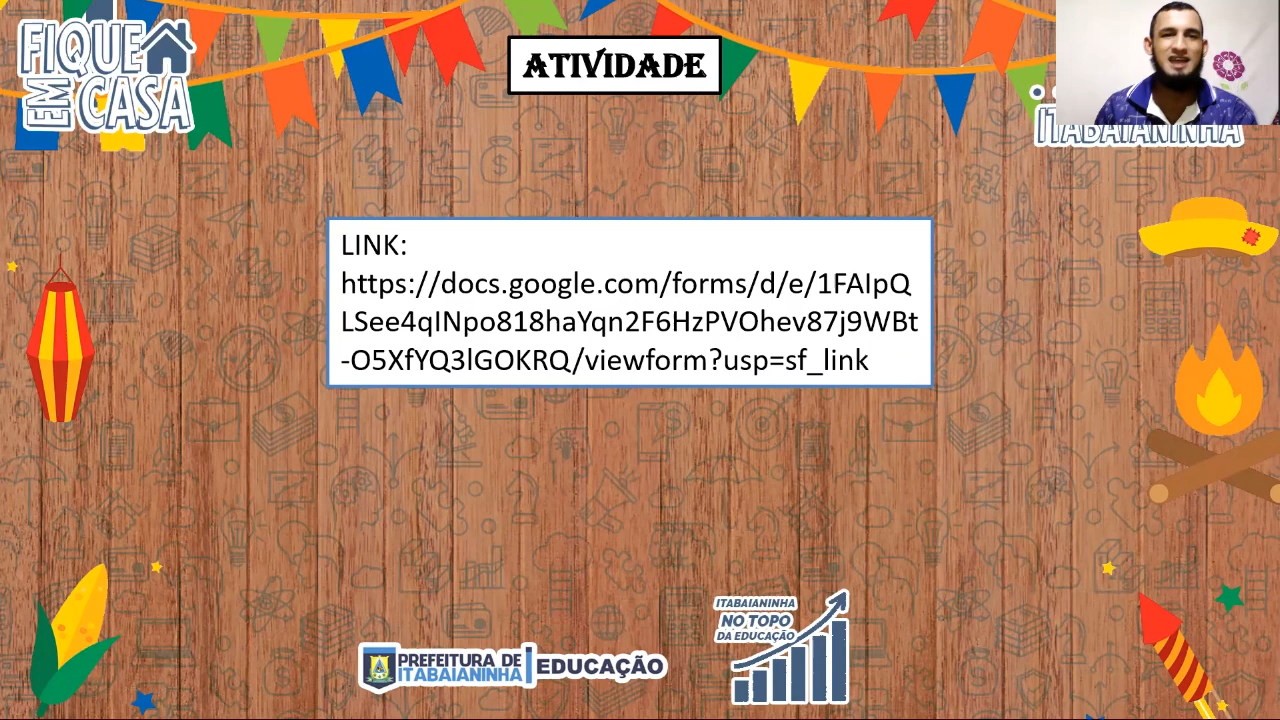 FIQUE
EM CASA
ATIVIDADE
ITABAIANINHA
LINK:
https://docs.google.com/forms/d/e/1FAIpQ
LSee4qINpo818haYqn2F6HzPVOhev87j9WBt
-O5XfYQ3lGOKRQ/viewform?usp=sf_link
ITABAIANINHA
NO TOPO
DA EDUCAÇÃO
PREFEITURA DE
ITABAIANINHA
EDUCAÇÃO